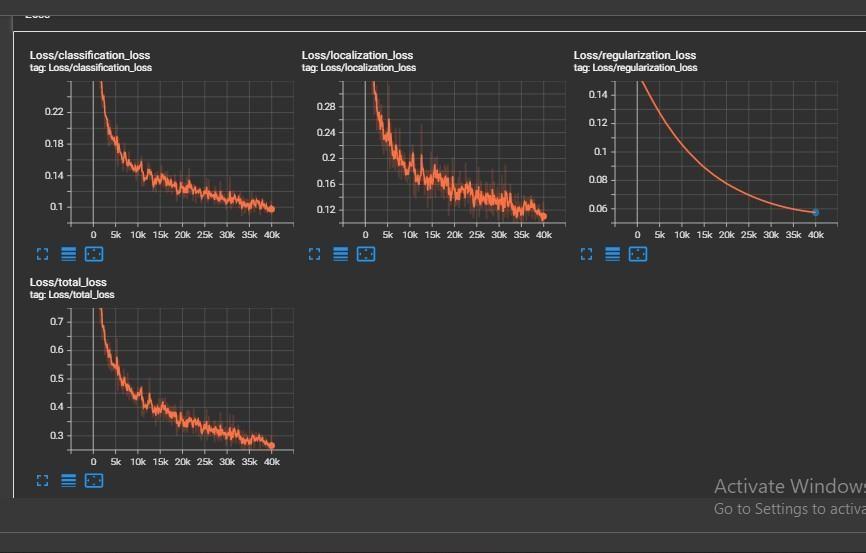 Loss/classification_loss
tag: Loss/classification_loss
0.22
0.18
0.14
0.1
0 5k 10k 15k 20k 25k 30k 35k 40k
Loss/localization_loss
tag: Loss/localization_loss
0.28
0.24
0.2
0.16
0.12
0 5k 10k 15k 20k 25k 30k 35k 40k
Loss/regularization_loss
tag: Loss/regularization_loss
0.14
0.12
0.1
0.08
0.06
0 5k 10k 15k 20k 25k 30k 35k 40k
Loss/total_loss
tag: Loss/total_loss
0.7
0.6
0.5
0.4
0.3
0 5k 10k 15k 20k 25k 30k 35k 40k
Activate Windows
Go to Settings to activa